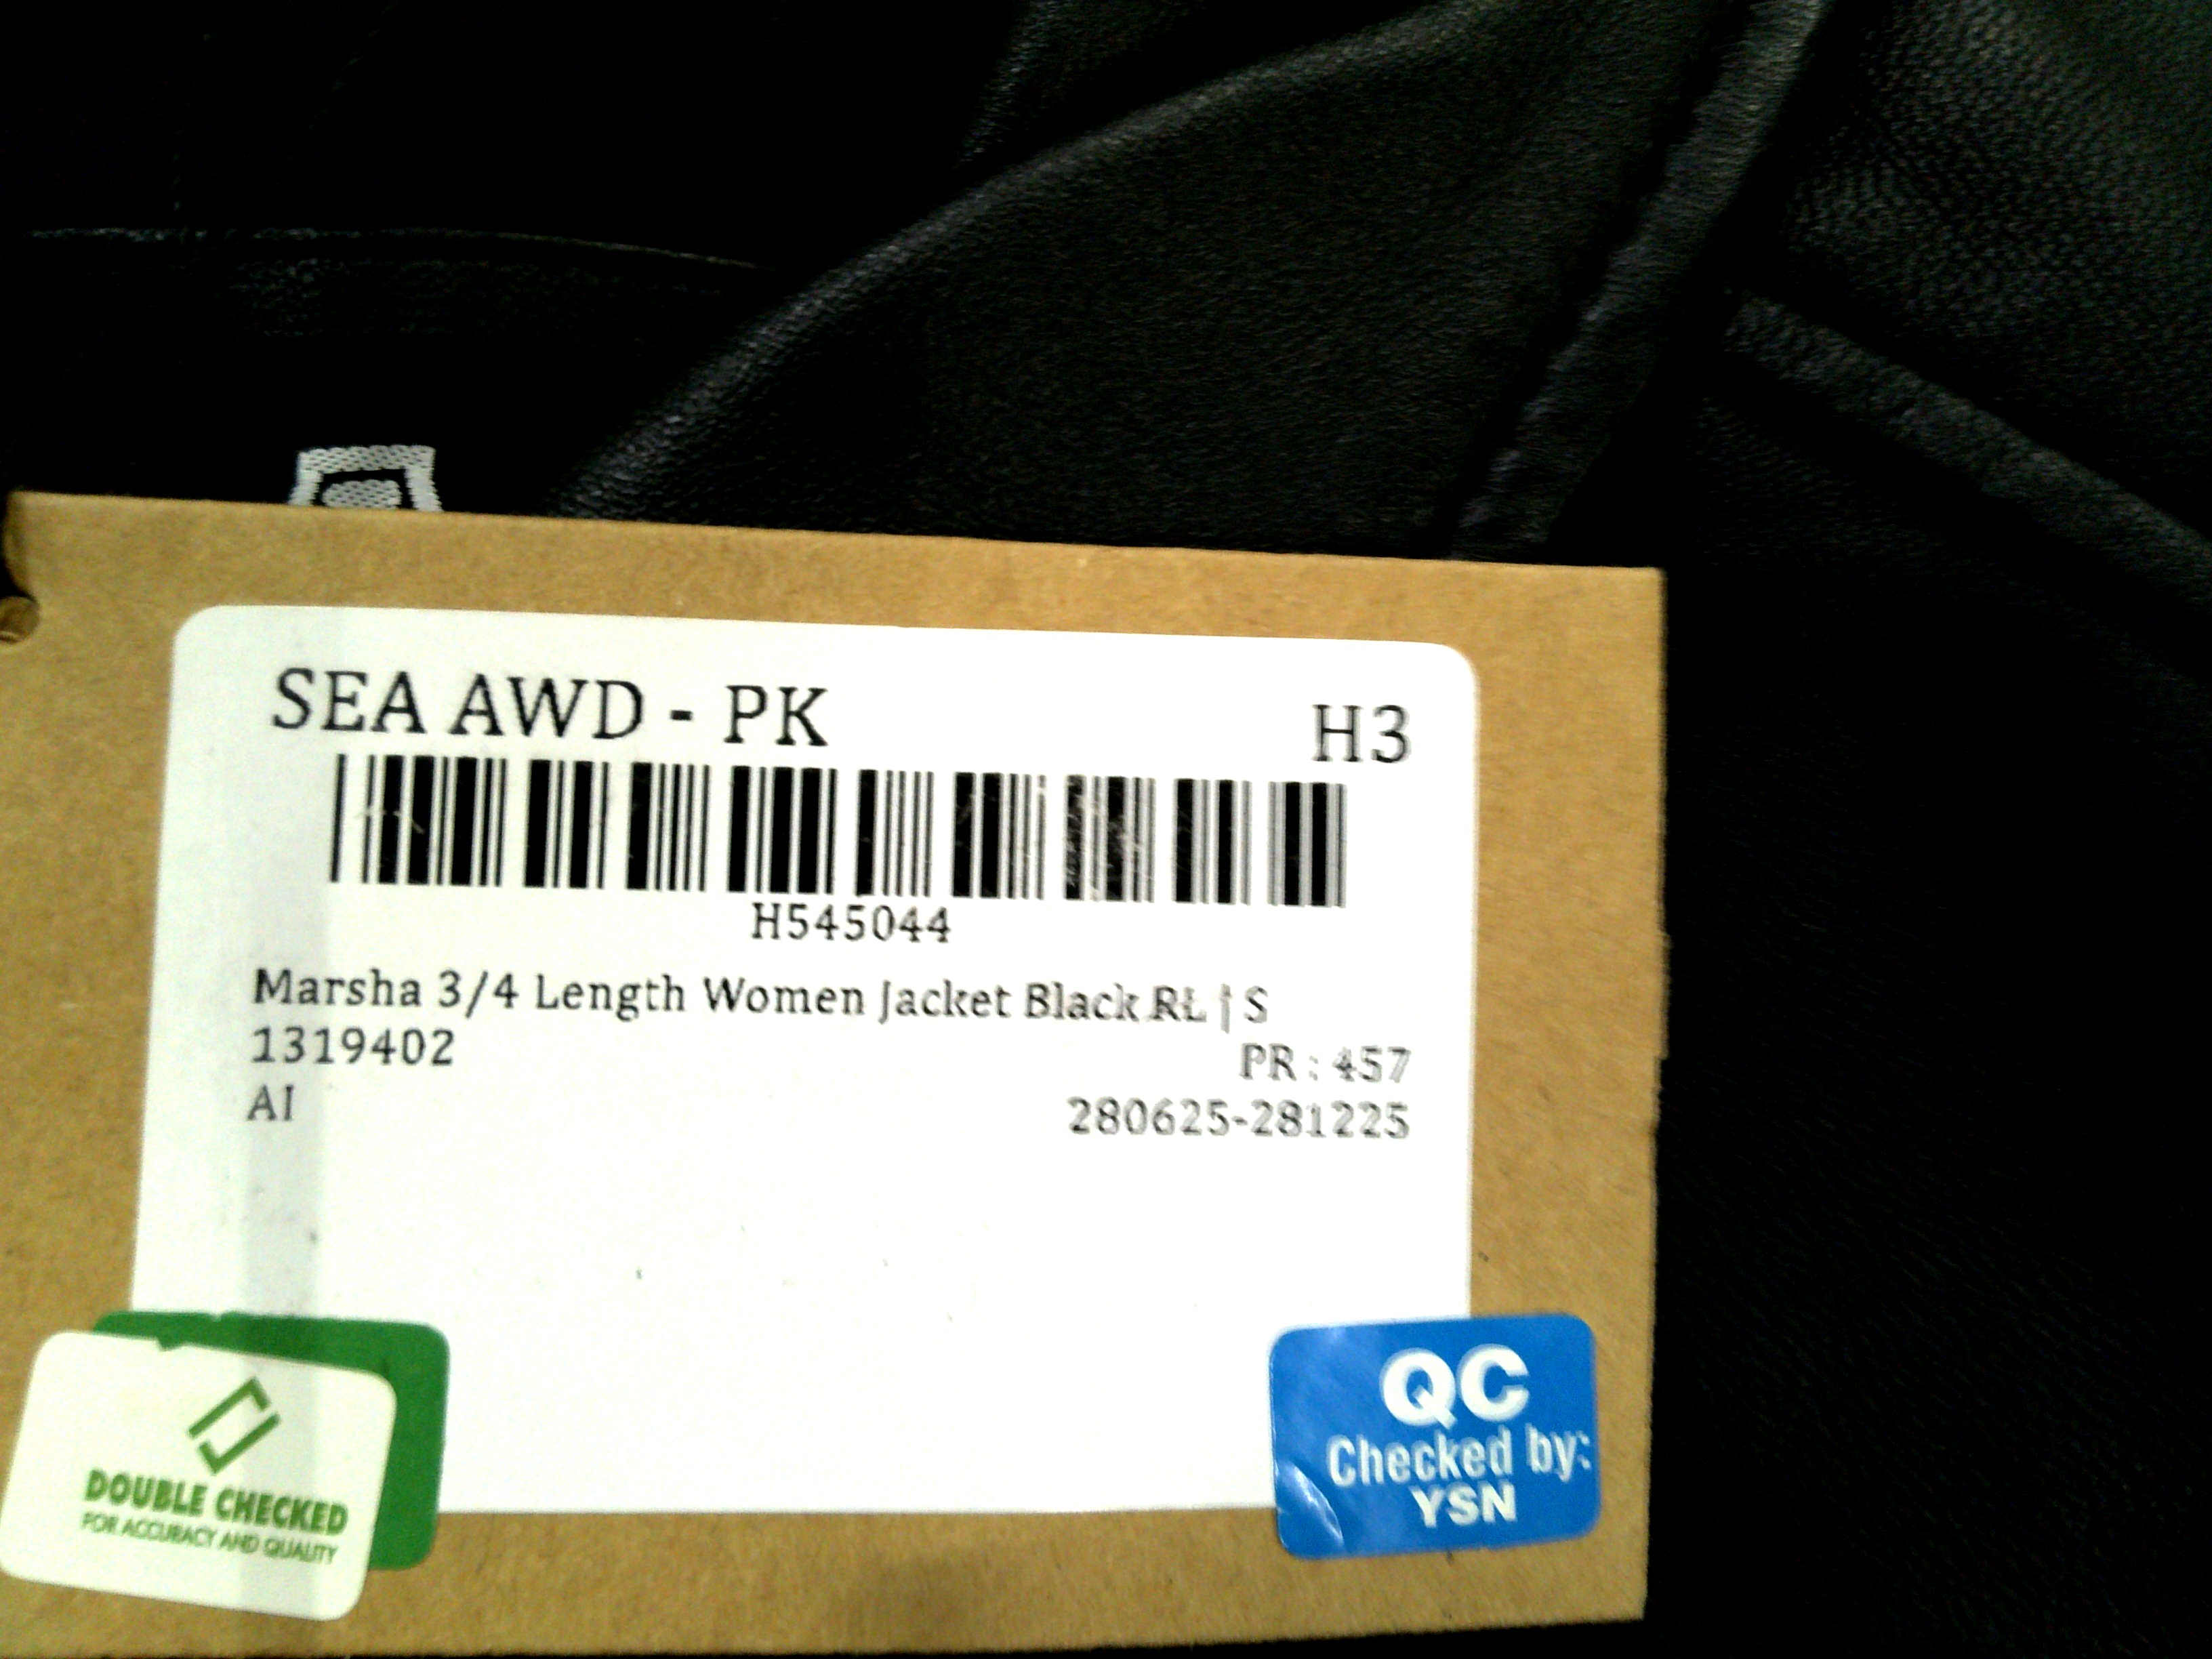 SEA AWD - PK
H3
H545044
Marsha 3/4 Length Women Jacket Black RL | S
1319402
PR : 457
AI
280625-281225
DOUBLE CHECKED
FOR ACCURACY AND QUALITY
QC
Checked by:
YSN